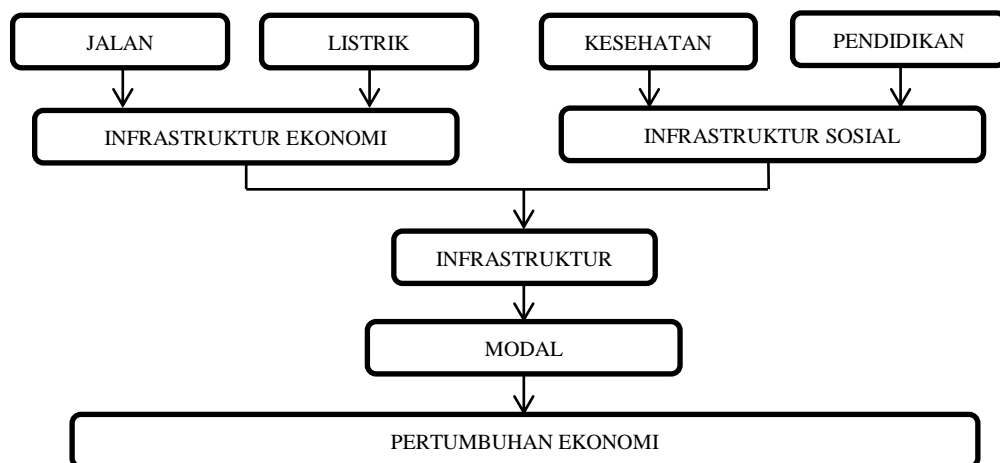 JALAN
LISTRIK
KESEHATAN
PENDIDIKAN
INFRASTRUKTUR EKONOMI
INFRASTRUKTUR SOSIAL
INFRASTRUKTUR
MODAL
PERTUMBUHAN EKONOMI